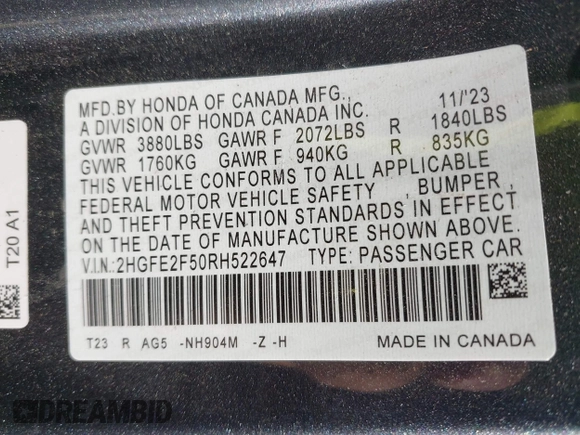 MFD.BY HONDA OF CANADA MFG., 11/'23
A DIVISION OF HONDA CANADA INC.
GVWR 3880LBS GAWR F 2072LBS R 1840LBS
GVWR 1760KG GAWR F 940KG R 835KG
THIS VEHICLE CONFORMS TO ALL APPLICABLE
FEDERAL MOTOR VEHICLE SAFETY , BUMPER ,
AND THEFT PREVENTION STANDARDS IN EFFECT
ON THE DATE OF MANUFACTURE SHOWN ABOVE.
V.I.N.:2HGFE2F50RH522647 TYPE: PASSENGER CAR
T23 R AG5 -NH904M -Z -H MADE IN CANADA
T20 A1
DREAMBID